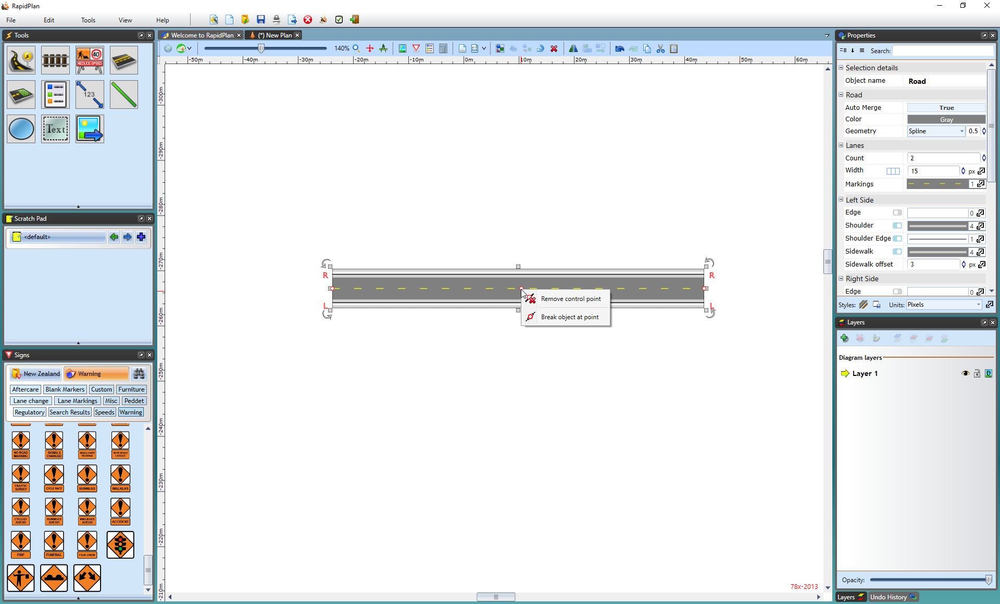 RapidPlan
File Edit Tools View Help
Tools
40
REDUCE SPEED
123
Text
Scratch Pad
<default>
Signs
New Zealand Warning
Aftercare Blank Markers Custom Furniture
Lane change Lane Markings Misc Peddet
Regulatory Search Results Speeds Warning
NO ROAD MARKING SIGNALS CHANGED SIGNALS NOT WORKING NEW ROAD LAYOUT
TRAFFIC SURVEY CYCLE RACE RUNNERS WALKERS
CYCLIST AHEAD RUNNERS AHEAD WALKERS AHEAD ACCIDENT
FIRE FUNERAL FILM CREW
Welcome to RapidPlan (*) New Plan
140%
-50m -40m -30m -20m -10m 0m 10m 20m 30m 40m 50m 60m
-300m
-290m
-280m
-270m
-260m
-250m
-240m
-230m
-220m
-210m
R R
L L
Remove control point
Break object at point
78x-2013
Properties
Search:
Selection details
Object name Road
Road
Auto Merge True
Color Gray
Geometry Spline 0.5
Lanes
Count 2
Width 15 px
Markings 1
Left Side
Edge 0
Shoulder 4
Shoulder Edge 1
Sidewalk 4
Sidewalk offset 3 px
Right Side
Edge 0
Styles: Units: Pixels
Layers
Diagram layers
Layer 1 D
Opacity:
Layers Undo History